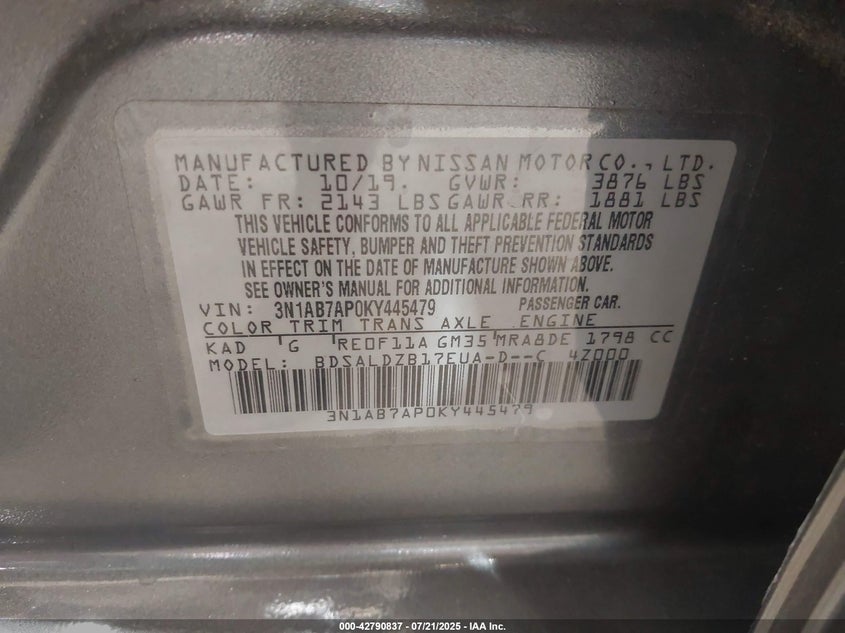 MANUFACTURED BY NISSAN MOTOR CO., LTD.
DATE: 10/19. GVWR: 3876 LBS
GAWR FR: 2143 LBS GAWR RR: 1881 LBS
THIS VEHICLE CONFORMS TO ALL APPLICABLE FEDERAL MOTOR
VEHICLE SAFETY, BUMPER AND THEFT PREVENTION STANDARDS
IN EFFECT ON THE DATE OF MANUFACTURE SHOWN ABOVE.
SEE OWNER'S MANUAL FOR ADDITIONAL INFORMATION.
VIN: 3N1AB7AP0KY445479 PASSENGER CAR.
COLOR TRIM TRANS AXLE ENGINE
KAD 'G 'RE0F11A GM35'MRA8DE 1798 CC
MODEL: BDSALDZB17EUA-D--C 4Z000
3N1AB7AP0KY445479
000-42790837 - 07/21/2025 - IAA Inc.